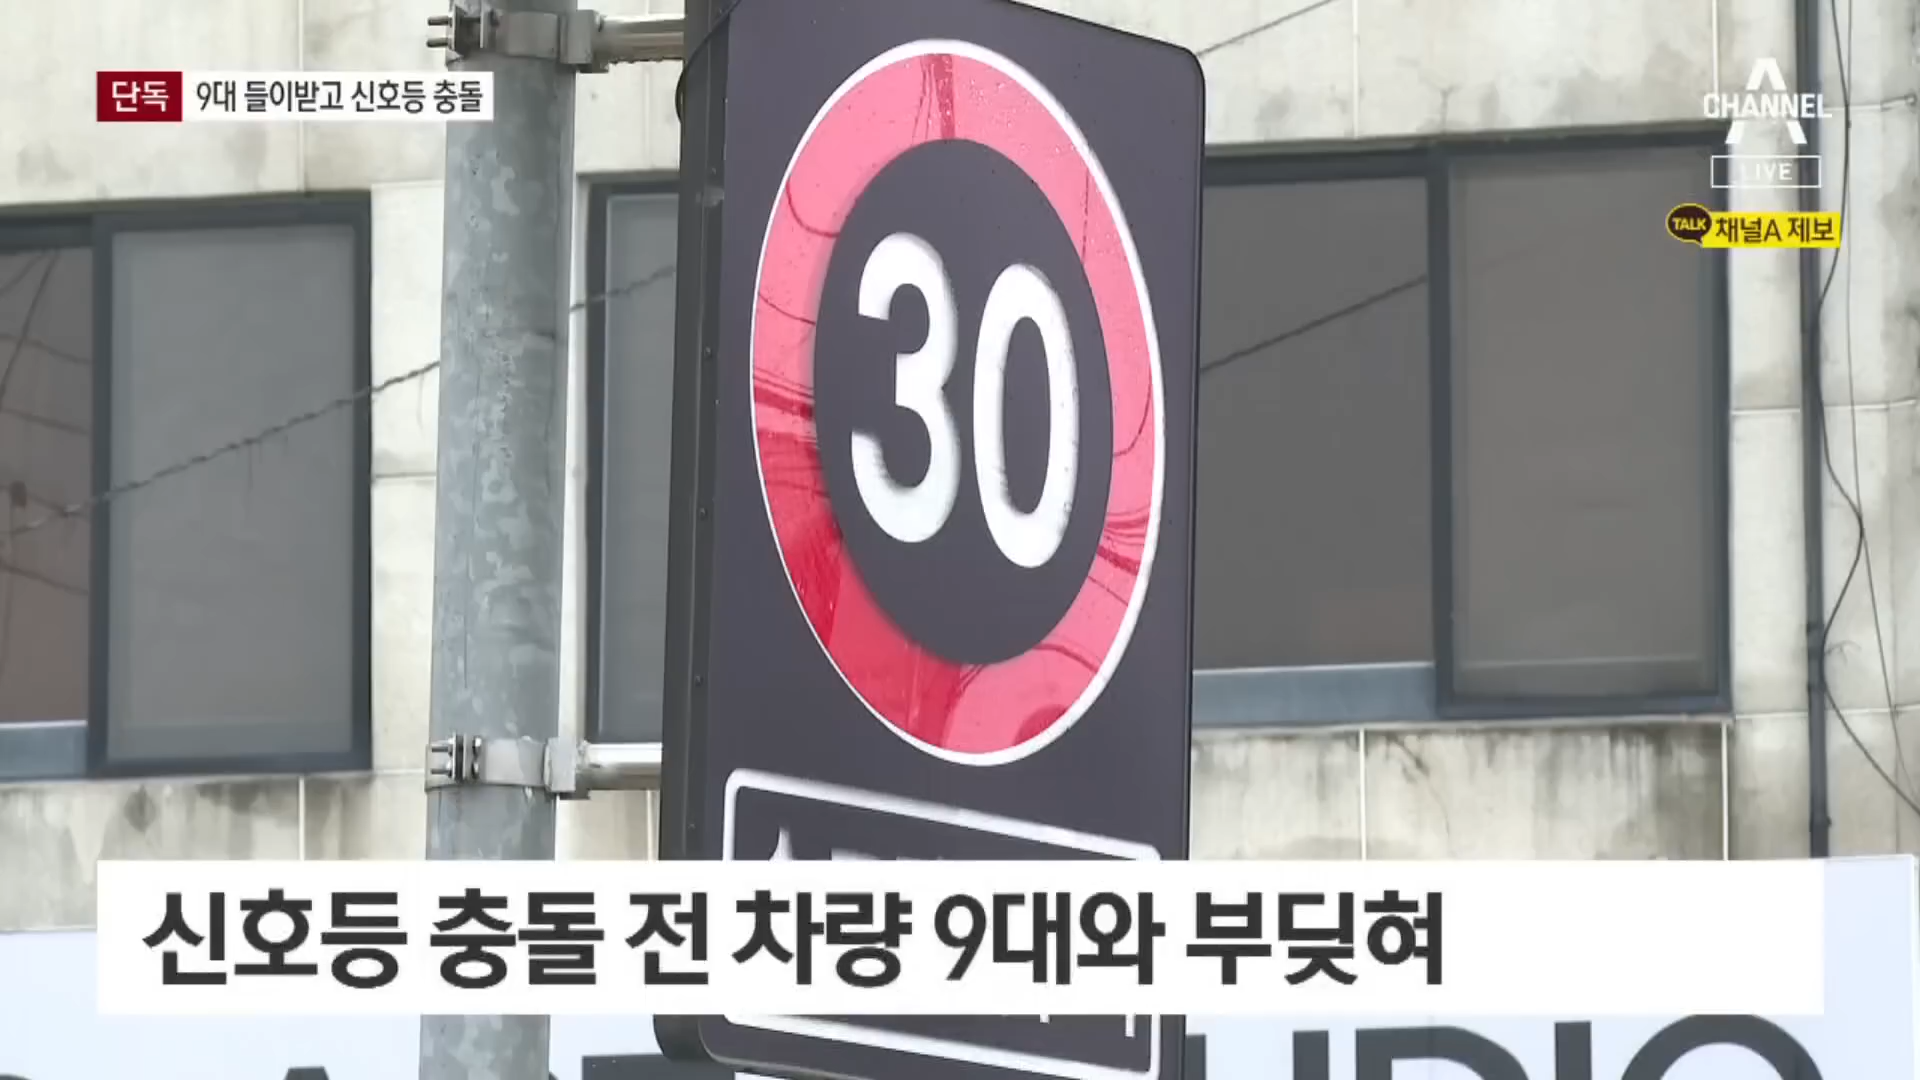 단독 9대 들이받고 신호등 충돌
CHANNEL A
LIVE
TALK 채널A 제보
30
신호등 충돌 전 차량 9대와 부딪혀